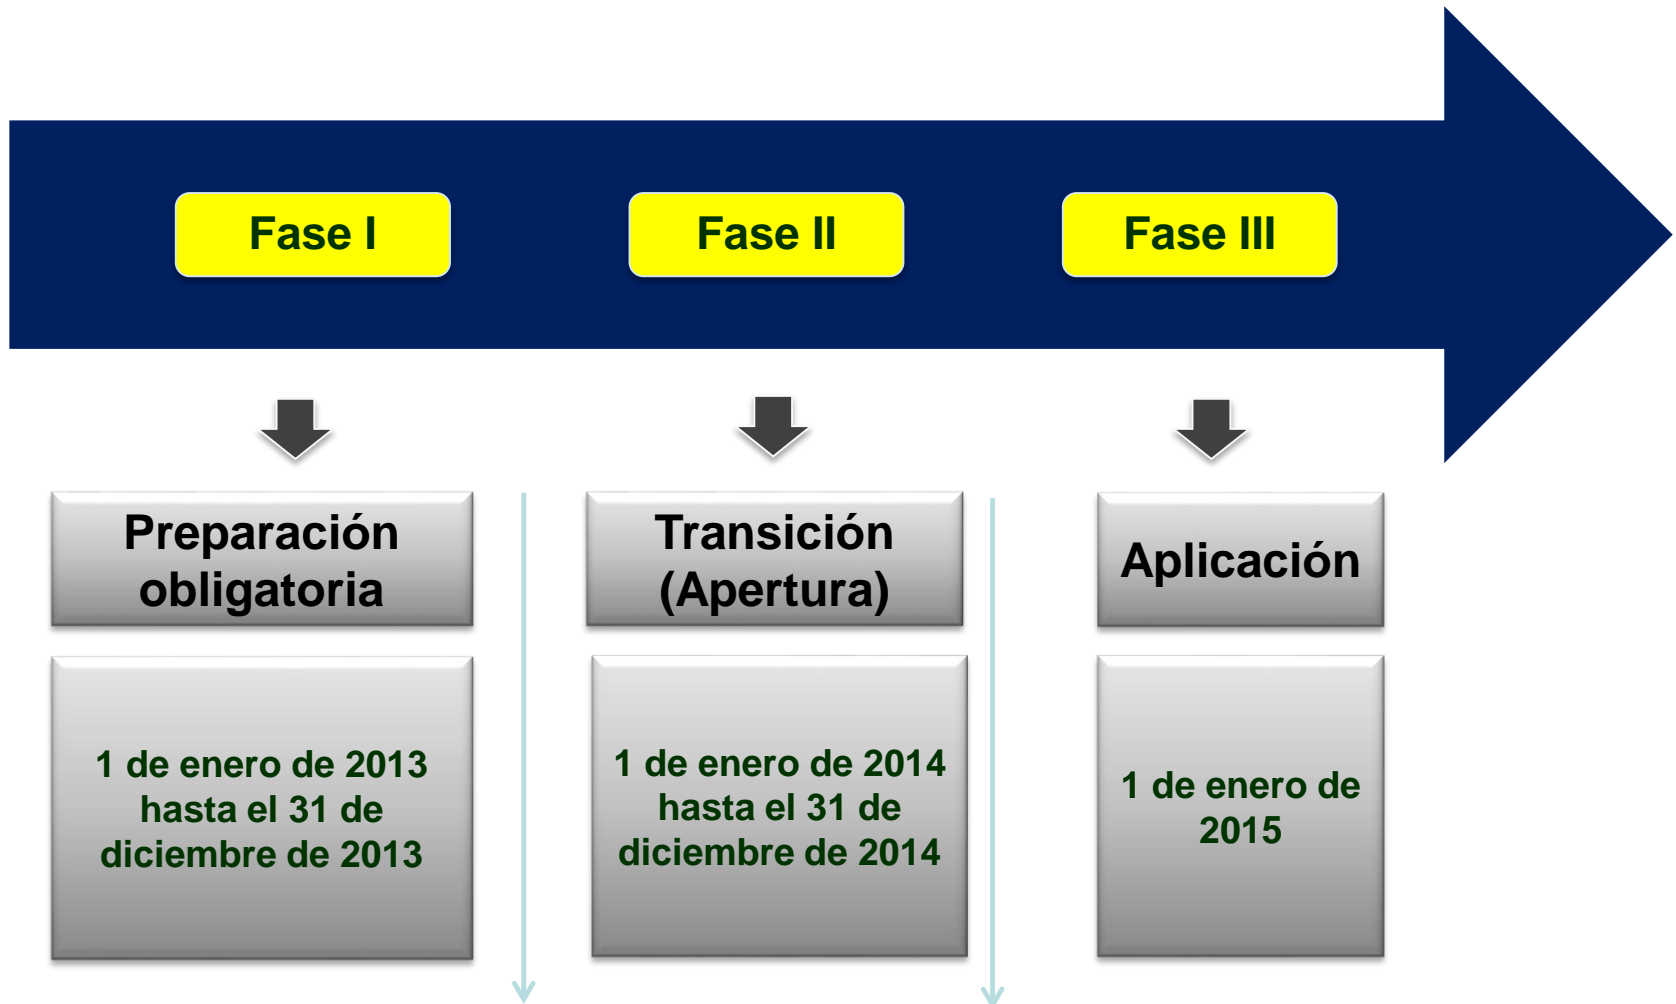 Fase I
Fase II
Fase III
Preparación
obligatoria
Transición
(Apertura)
Aplicación
1 de enero de 2013
hasta el 31 de
diciembre de 2013
1 de enero de 2014
hasta el 31 de
diciembre de 2014
1 de enero de
2015